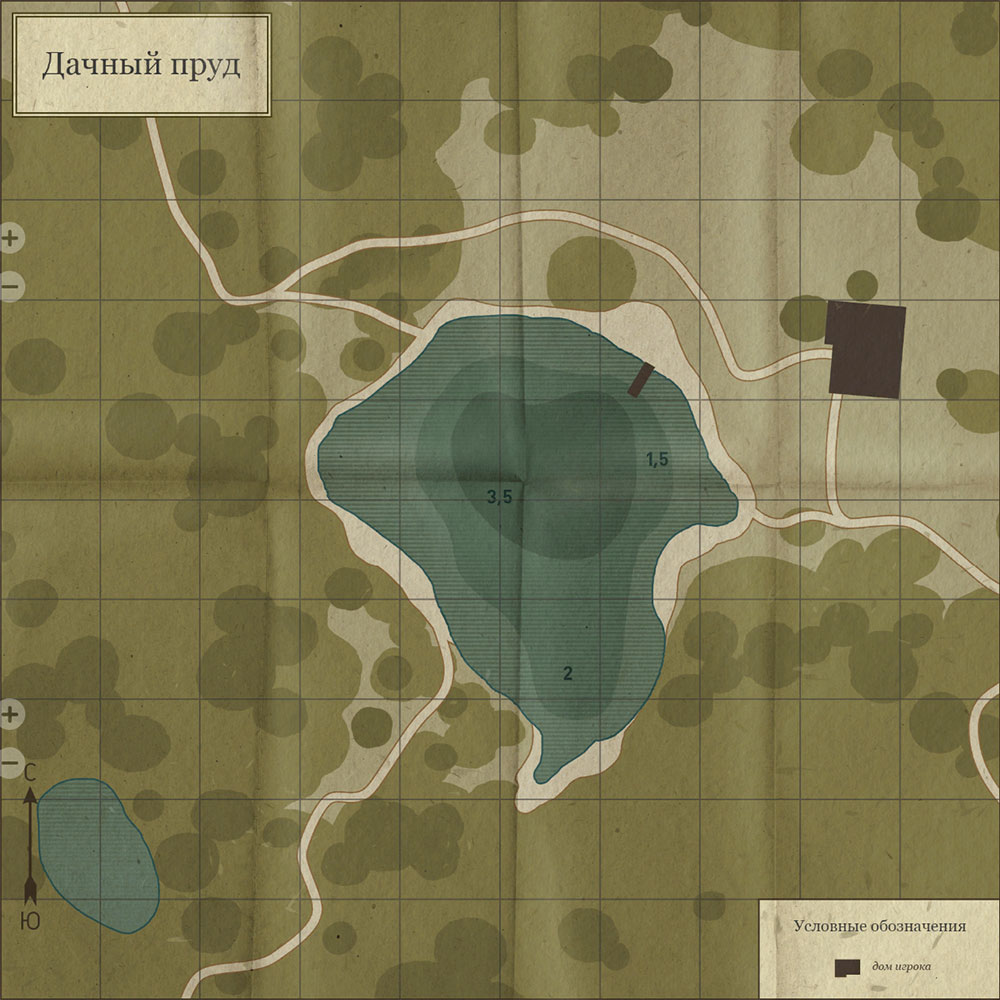 Дачный пруд
+
−
1,5
3,5
2
+
−
С
Ю
Условные обозначения
дом игрока